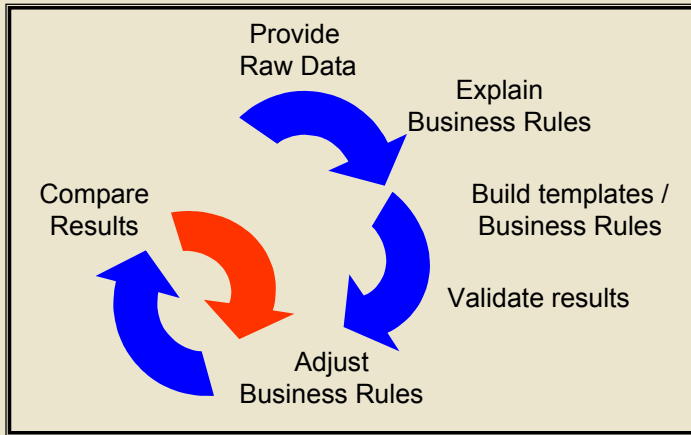 Provide
Raw Data
Explain
Business Rules
Build templates /
Business Rules
Validate results
Adjust
Business Rules
Compare
Results